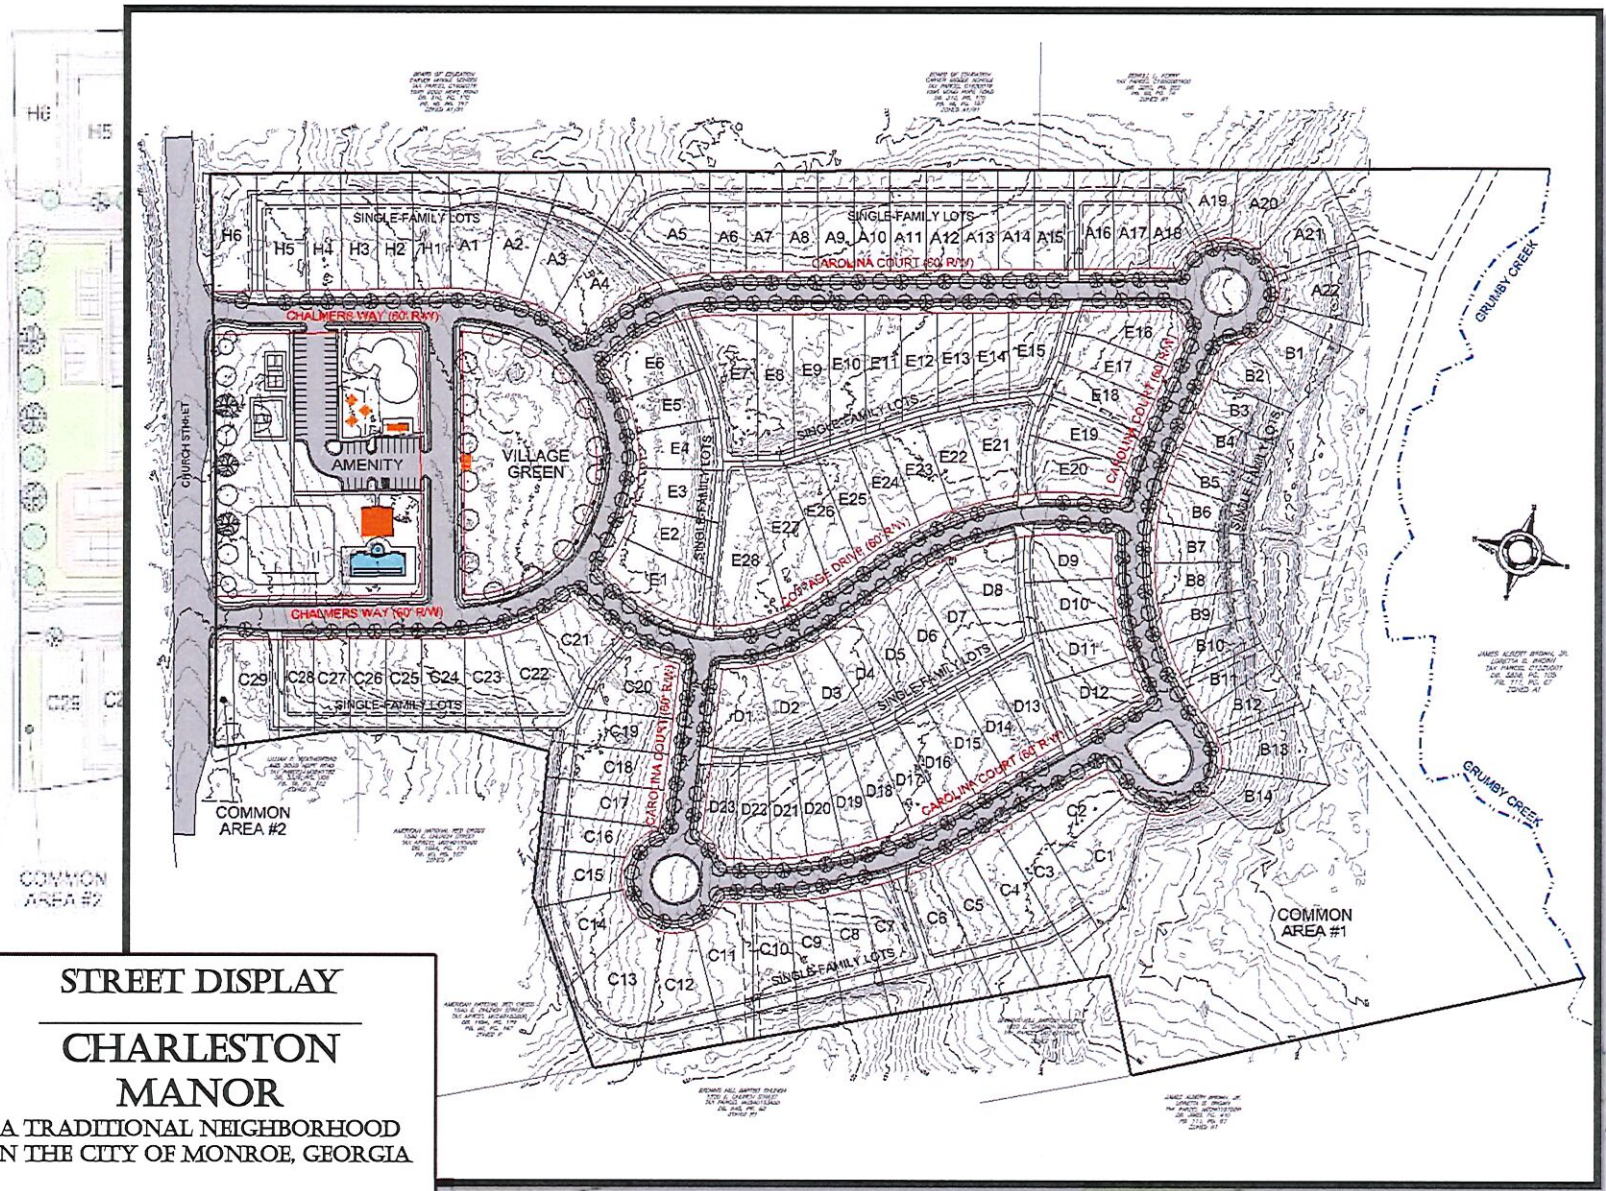 H6
H5
H6
H5
H4
H3
H2
H1
SINGLE-FAMILY LOTS
A1
A2
A3
A4
A5
A6
A7
A8
A9
A10
A11
A12
A13
A14
A15
A16
A17
A18
A19
A20
A21
A22
SINGLE-FAMILY LOTS
CAROLINA COURT (60' R/W)
CHALMERS WAY (60' R/W)
CHURCH STREET
AMENITY
VILLAGE
GREEN
CHALMERS WAY (60' R/W)
E6
E5
E4
E3
E2
E1
SINGLE-FAMILY LOTS
E7
E8
E9
E10
E11
E12
E13
E14
E15
E16
E17
E18
E19
E20
SINGLE-FAMILY LOTS
E21
E22
E23
E24
E25
E26
E27
E28
CAROLINA COURT (60' R/W)
COTTAGE DRIVE (60' R/W)
B1
B2
B3
B4
B5
B6
B7
B8
B9
B10
B11
B12
B13
B14
SINGLE-FAMILY LOTS
GRUMBY CREEK
GRUMBY CREEK
D9
D10
D11
D12
D8
D7
D6
D5
D4
D3
D2
D1
SINGLE-FAMILY LOTS
D13
D14
D15
D16
D17
D18
D19
D20
D21
D22
D23
CAROLINA COURT (60' R/W)
CAROLINA COURT (60' R/W)
C29
C28
C27
C26
C25
C24
C23
C22
C21
C20
SINGLE-FAMILY LOTS
C19
C18
C17
C16
C15
C14
C13
C12
C11
C10
C9
C8
C7
C6
C5
C4
C3
C2
C1
SINGLE-FAMILY LOTS
COMMON
AREA #2
COMMON
AREA #1
C29
COMMON
AREA #2
STREET DISPLAY
CHARLESTON
MANOR
A TRADITIONAL NEIGHBORHOOD
N THE CITY OF MONROE, GEORGIA